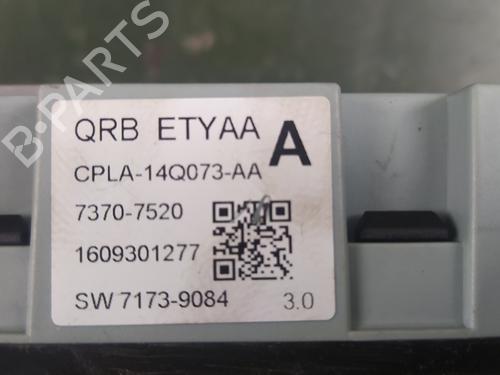 B-PARTS
QRB ETYAA A
CPLA-14Q073-AA
7370-7520
1609301277
SW 7173-9084 3.0